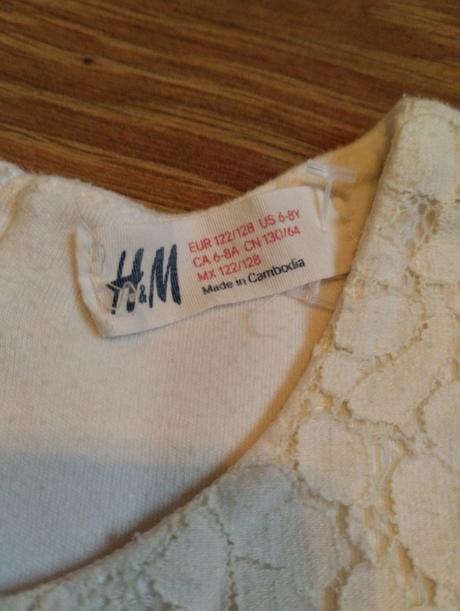 H&M
EUR 122/128 US 6-8Y
CA 6-8A CN 130/64
MX 122/128
Made in Cambodia